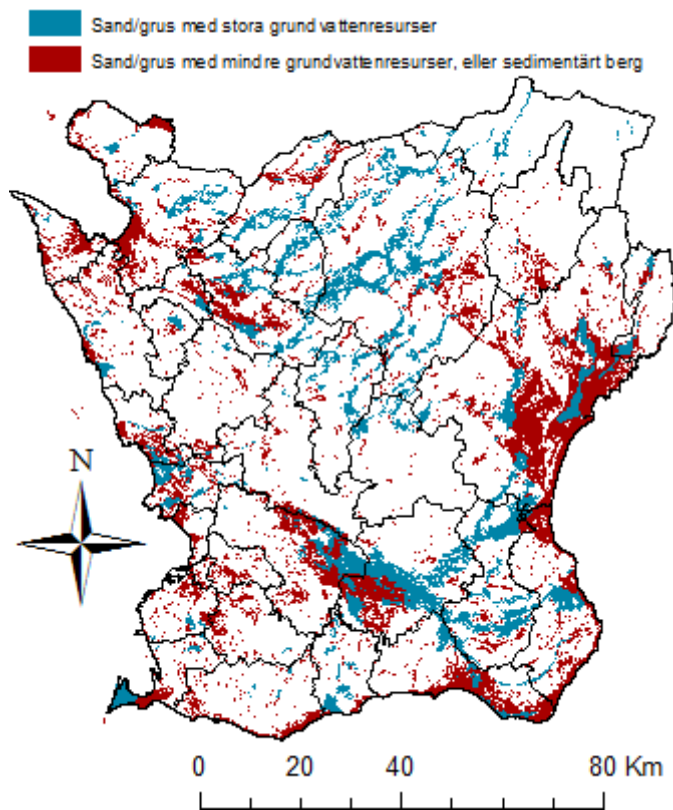 Sand/grus med stora grundvattenresurser
Sand/grus med mindre grundvattenresurser, eller sedimentärt berg
N
0 20 40 80 Km